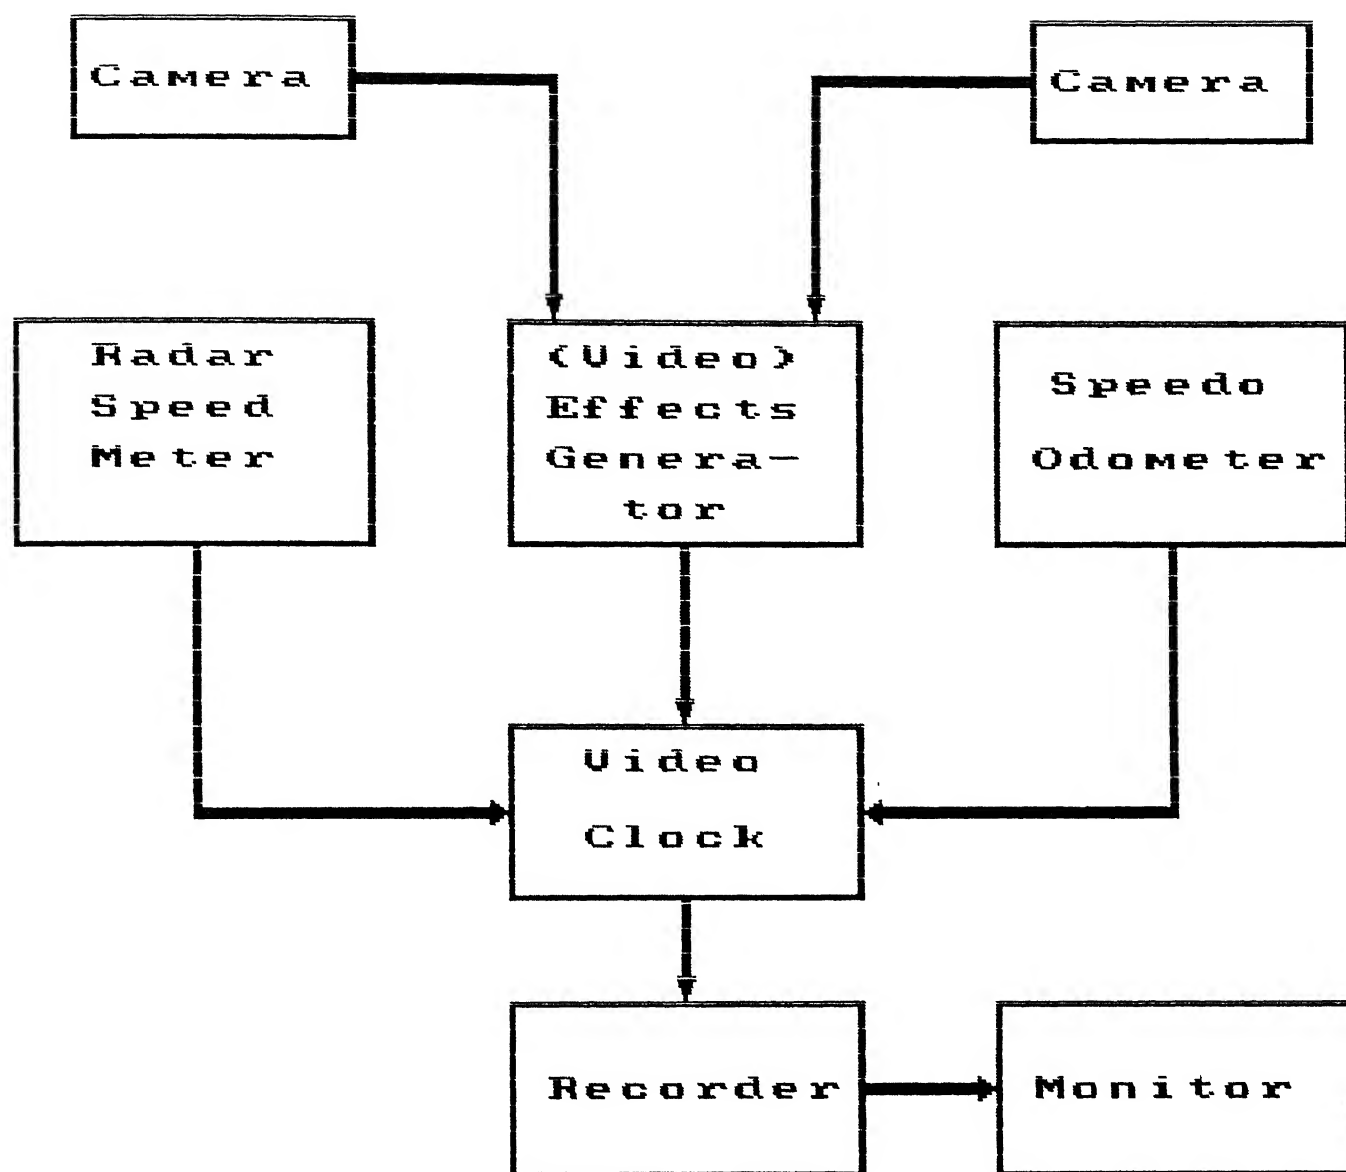 Camera
Camera
Radar
Speed
Meter
(Video)
Effects
Genera-
tor
Speedo
Odometer
Video
Clock
Recorder
Monitor